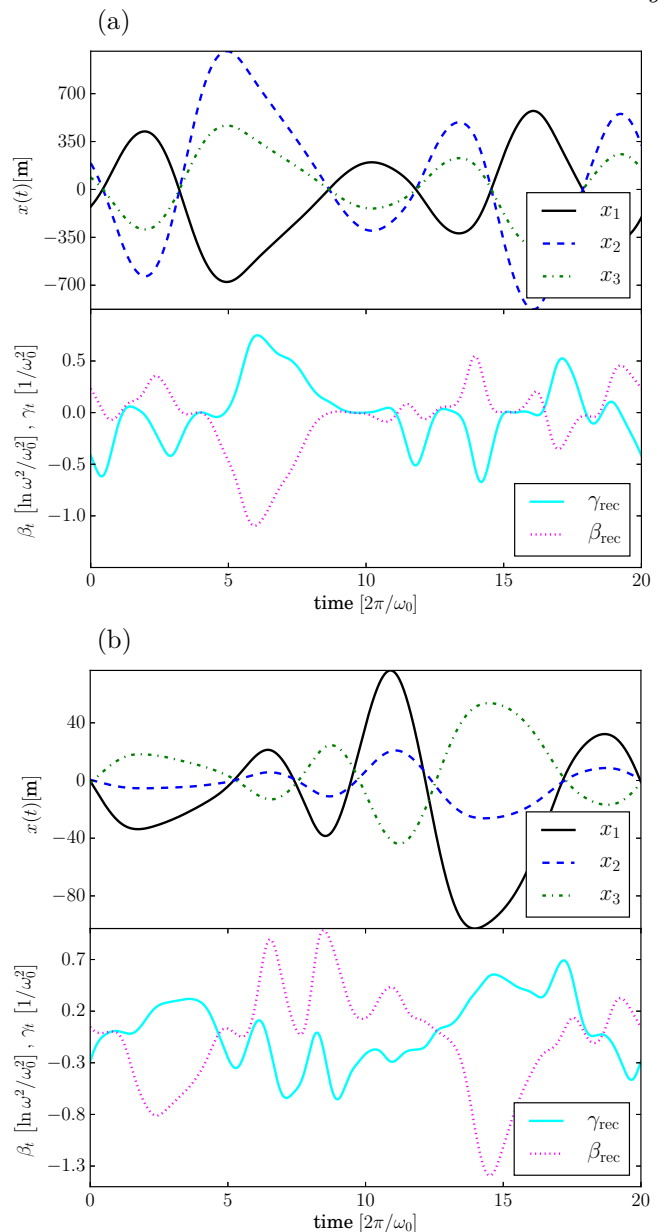 (a)
700
350
0
−350
−700
x(t)[m]
x₁
x₂
x₃
0.5
0.0
−0.5
−1.0
βₜ [ln ω²/ω₀²] , γₜ [1/ω₀²]
γrec
βrec
0 5 10 15 20
time [2π/ω₀]
(b)
40
0
−40
−80
x(t)[m]
x₁
x₂
x₃
0.7
0.2
−0.3
−0.8
−1.3
βₜ [ln ω²/ω₀²] , γₜ [1/ω₀²]
γrec
βrec
0 5 10 15 20
time [2π/ω₀]